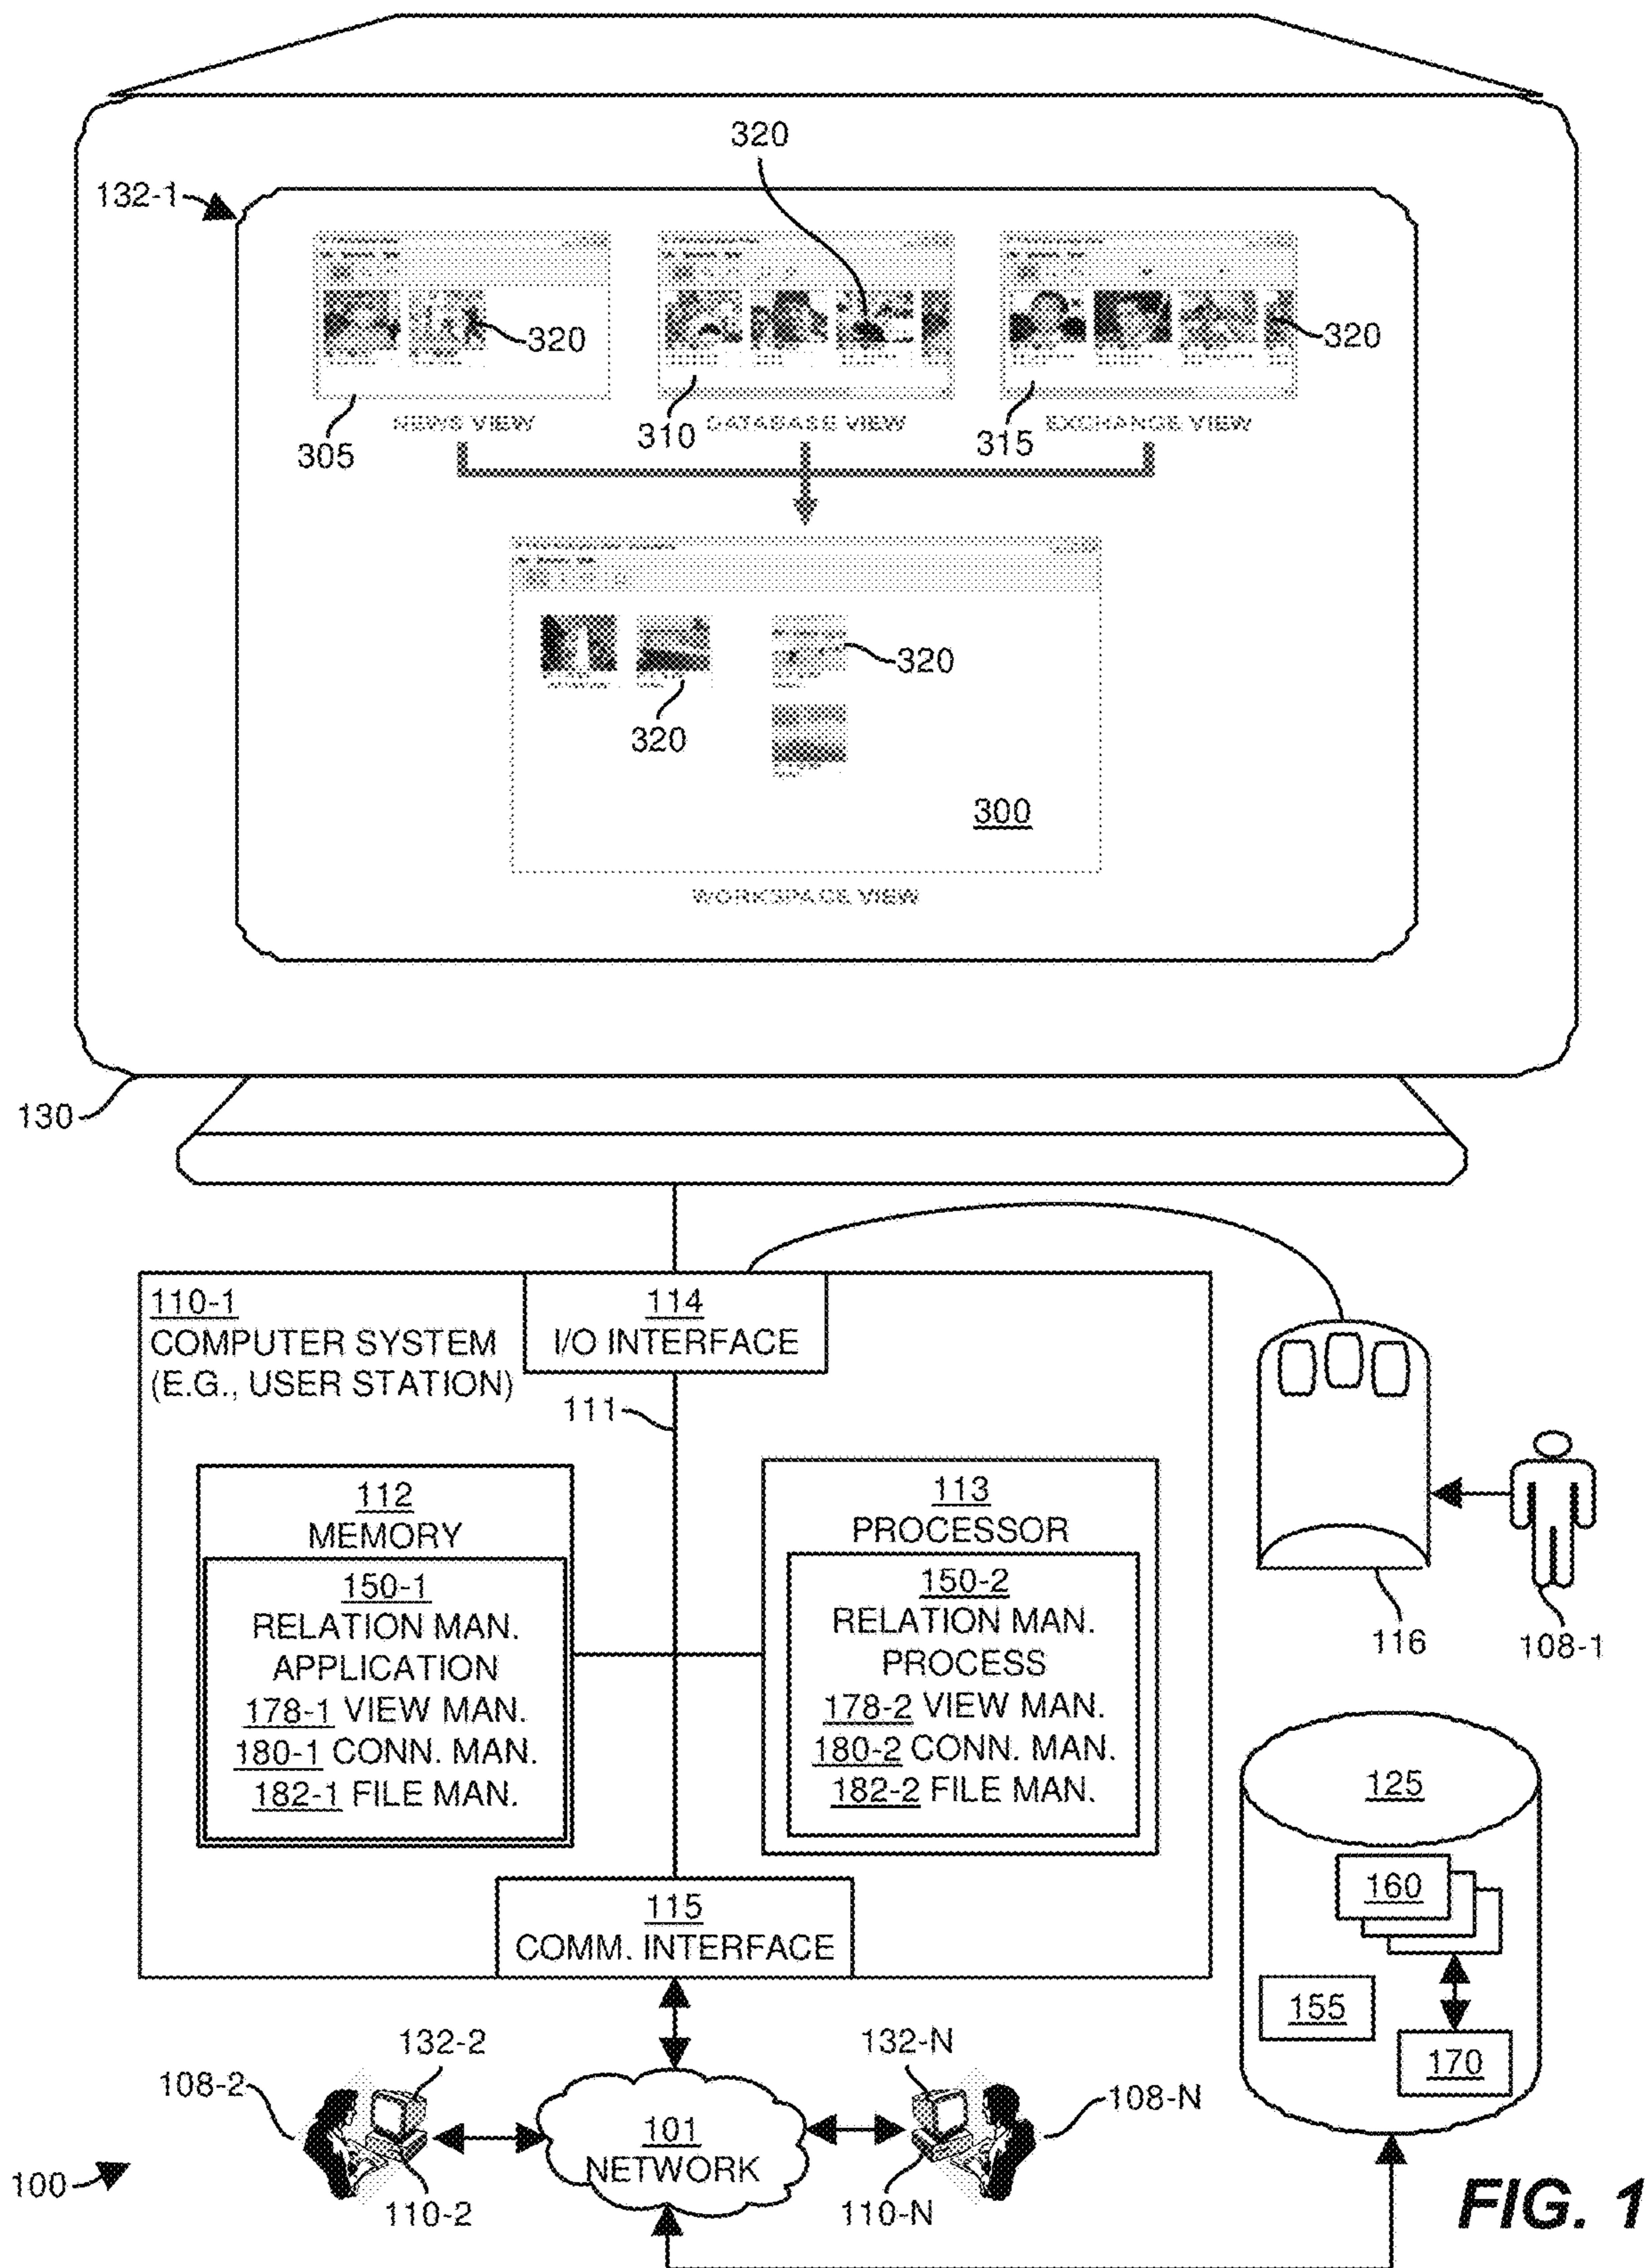 320
132-1
320
320
305
NEWS VIEW
310
DATABASE VIEW
315
EXCHANGE VIEW
320
320
300
WORKSPACE VIEW
130
110-1
COMPUTER SYSTEM
(E.G., USER STATION)
114
I/O INTERFACE
111
112
MEMORY
150-1
RELATION MAN.
APPLICATION
178-1 VIEW MAN.
180-1 CONN. MAN.
182-1 FILE MAN.
113
PROCESSOR
150-2
RELATION MAN.
PROCESS
178-2 VIEW MAN.
180-2 CONN. MAN.
182-2 FILE MAN.
116
108-1
115
COMM. INTERFACE
125
160
155
170
132-2
108-2
110-2
101
NETWORK
132-N
108-N
110-N
100
FIG. 1